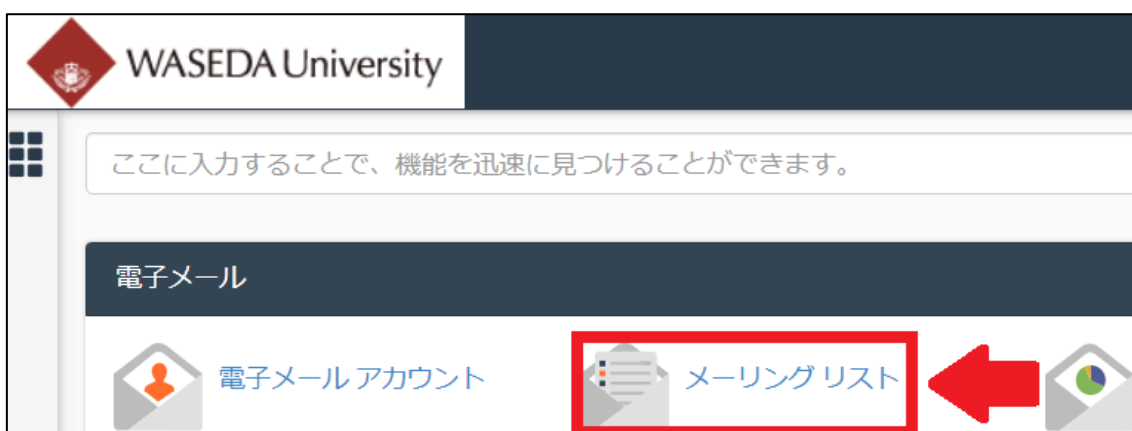 WASEDA University
ここに入力することで、機能を迅速に見つけることができます。
電子メール
電子メール アカウント
メーリング リスト